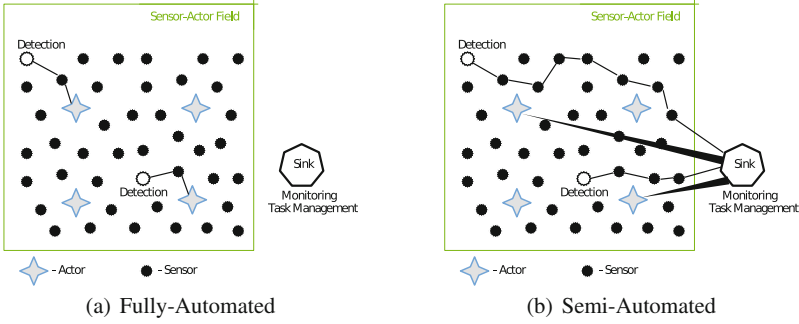 Sensor-Actor Field
Detection
Detection
Sink
Monitoring
Task Management
- Actor
- Sensor
(a) Fully-Automated
Sensor-Actor Field
Detection
Detection
Sink
Monitoring
Task Management
- Actor
- Sensor
(b) Semi-Automated